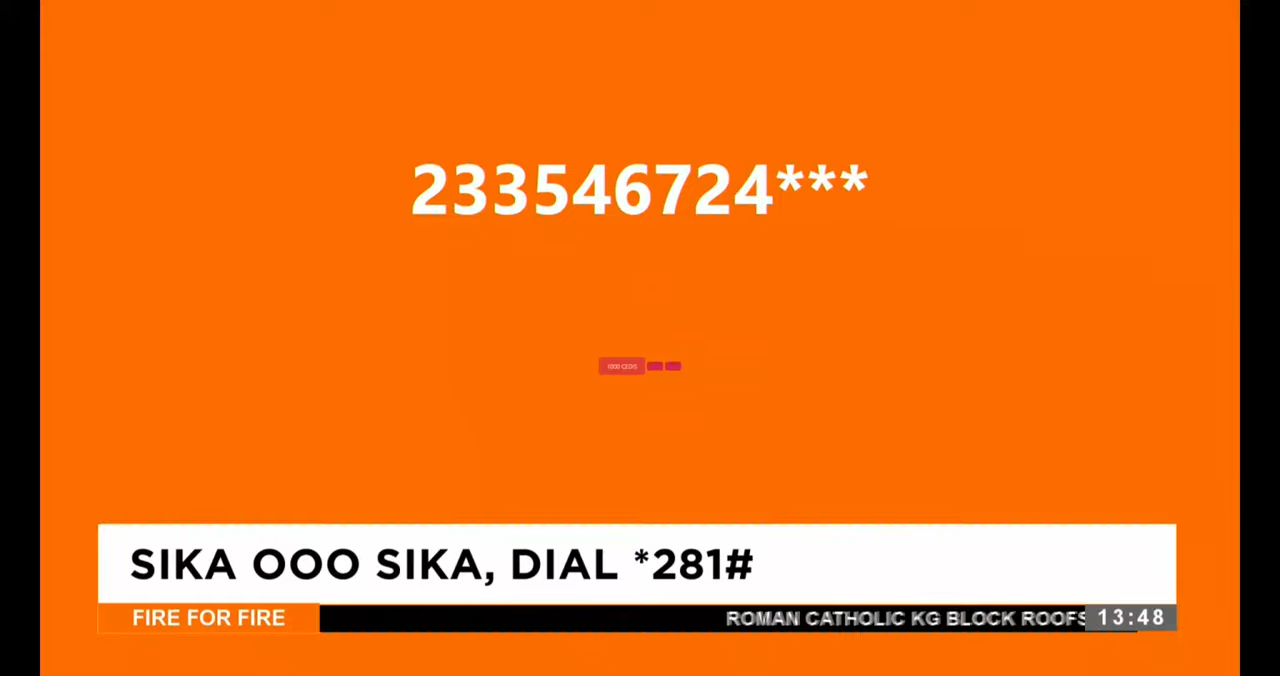 233546724***
SIKA OOO SIKA, DIAL *281#
FIRE FOR FIRE
ROMAN CATHOLIC KG BLOCK ROOFS
13:48